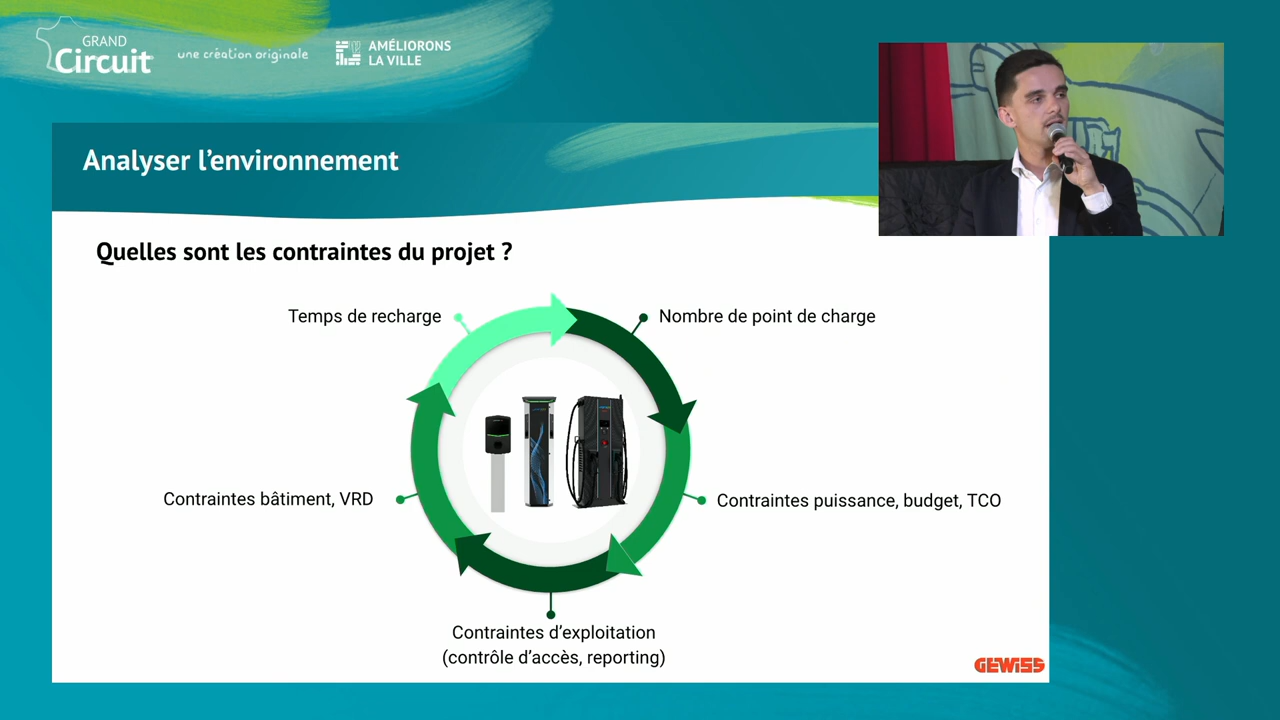 GRAND
Circuit
une création originale
AMÉLIORONS
LA VILLE
Analyser l'environnement
Quelles sont les contraintes du projet ?
Temps de recharge
Nombre de point de charge
Contraintes bâtiment, VRD
Contraintes puissance, budget, TCO
Contraintes d'exploitation
(contrôle d'accès, reporting)
GEWISS